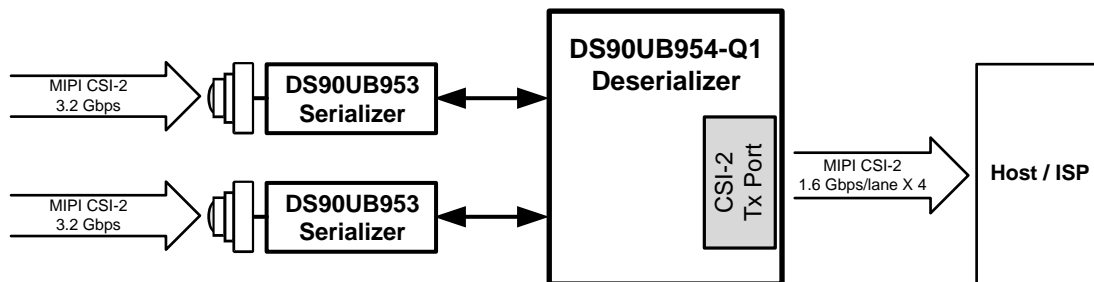 MIPI CSI-2
3.2 Gbps
DS90UB953
Serializer
MIPI CSI-2
3.2 Gbps
DS90UB953
Serializer
DS90UB954-Q1
Deserializer
CSI-2
Tx Port
MIPI CSI-2
1.6 Gbps/lane X 4
Host / ISP